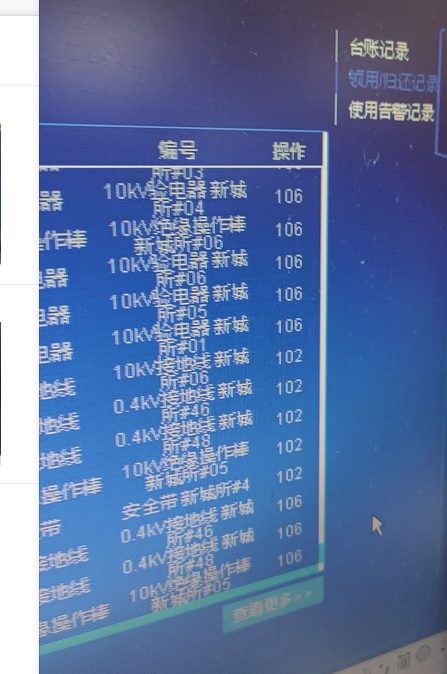 台账记录
领用/归还记录
使用告警记录
编号 操作
所#03
器 10kV验电器 新城 106
所#04
操作棒 10kV绝缘操作棒 106
新城所#06
电器 10kV验电器 新城 106
所#06
电器 10kV验电器 新城 106
所#05
电器 10kV验电器 新城 106
所#01
地线 10kV接地线 新城 102
所#06
地线 0.4kV接地线 新城 102
所#46
地线 0.4kV接地线 新城 102
所#48
操作棒 10kV绝缘操作棒 102
新城所#05
带 安全带 新城所#4 102
接地线 0.4kV接地线 新城 106
所#46
接地线 0.4kV接地线 新城 106
所#48
操作棒 10kV绝缘操作棒 106
新城所#05
查看更多>>